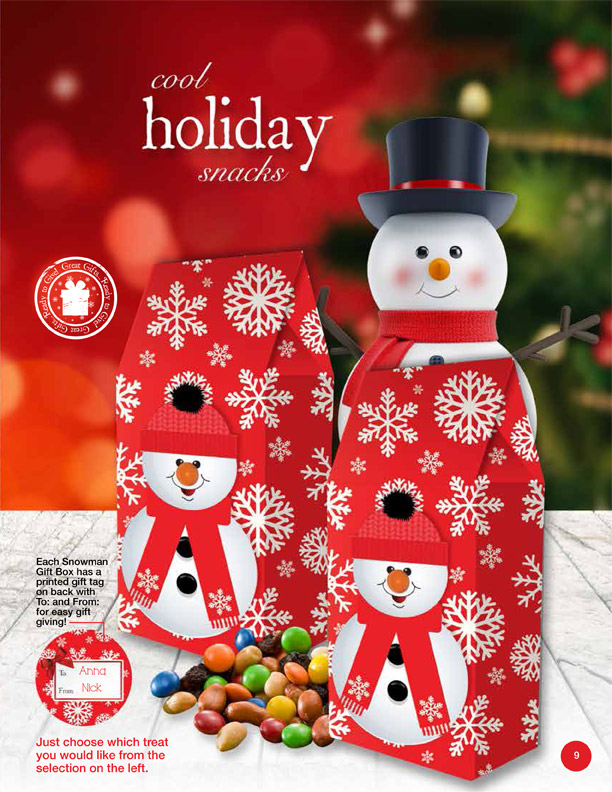 cool
holiday
snacks
Great Gifts, Ready to Give! Great Gifts, Ready to Give!
Each Snowman
Gift Box has a
printed gift tag
on back with
To: and From:
for easy gift
giving!
To Anna
From Nick
Just choose which treat
you would like from the
selection on the left.
9